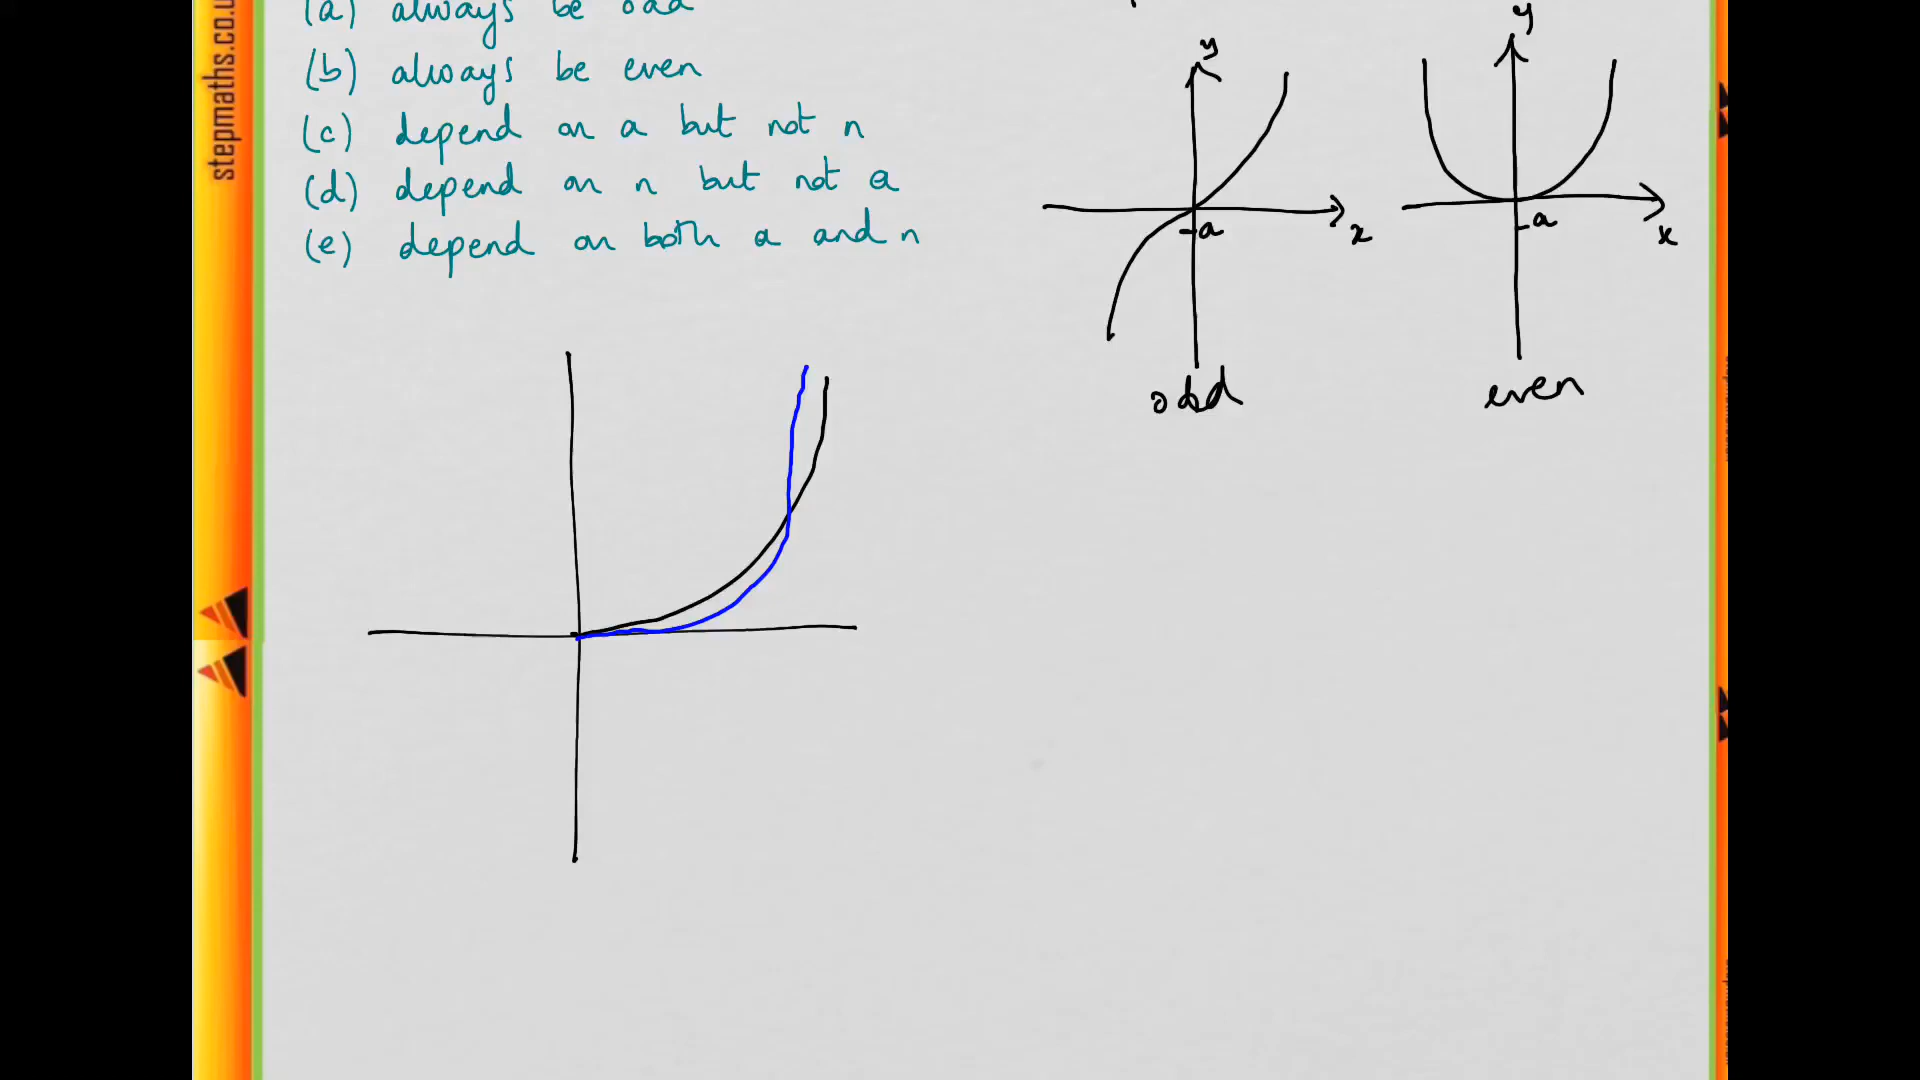 stepmaths.co.u
(a) always be odd
(b) always be even
(c) depend on a but not n
(d) depend on n but not a
(e) depend on both a and n
y
a
x
odd
y
a
x
even